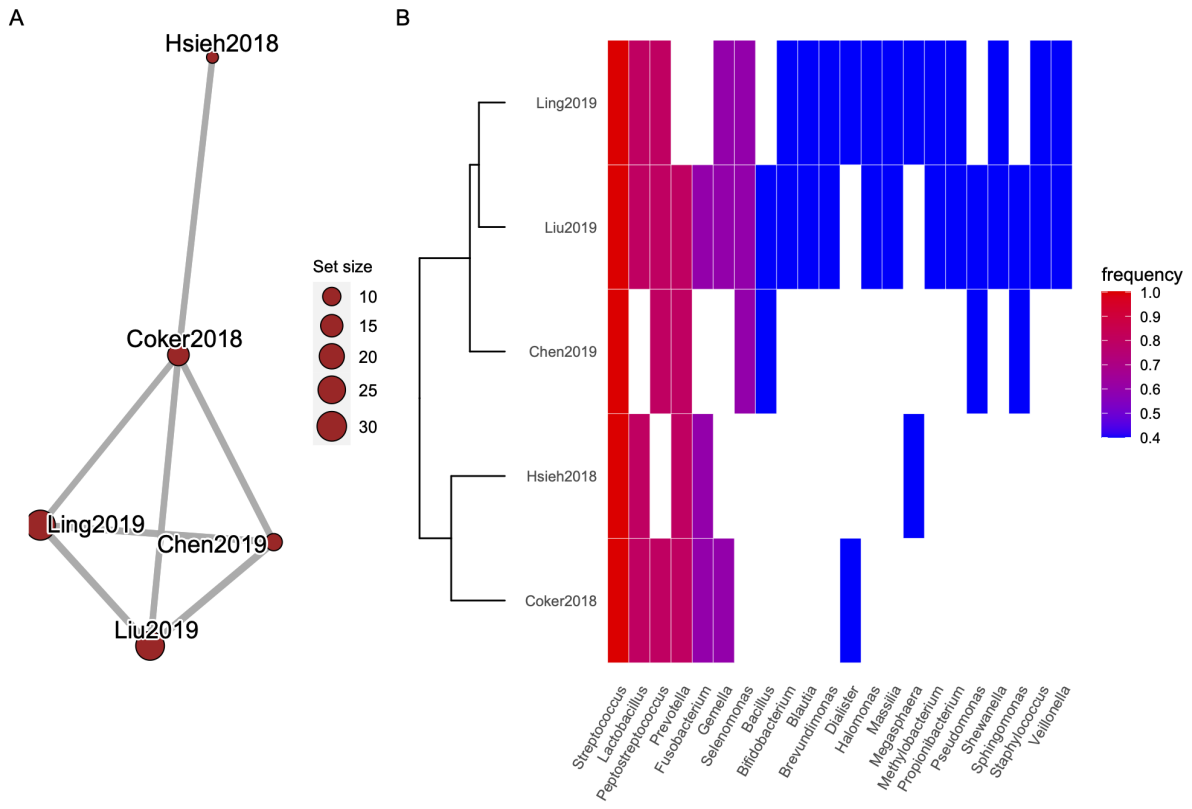 A
Hsieh2018
Coker2018
Ling2019
Chen2019
Liu2019
Set size
10
15
20
25
30
B
Ling2019
Liu2019
Chen2019
Hsieh2018
Coker2018
Streptococcus
Lactobacillus
Peptostreptococcus
Prevotella
Fusobacterium
Gemella
Selenomonas
Bacillus
Bifidobacterium
Blautia
Brevundimonas
Dialister
Halomonas
Massilia
Megasphaera
Methylobacterium
Propionibacterium
Pseudomonas
Shewanella
Sphingomonas
Staphylococcus
Veillonella
frequency
1.0
0.9
0.8
0.7
0.6
0.5
0.4